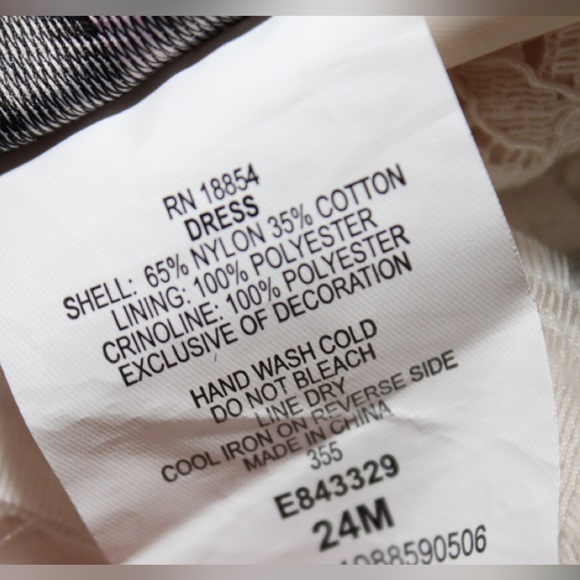 RN 18854
DRESS
SHELL: 65% NYLON 35% COTTON
LINING: 100% POLYESTER
CRINOLINE: 100% POLYESTER
EXCLUSIVE OF DECORATION
HAND WASH COLD
DO NOT BLEACH
LINE DRY
COOL IRON ON REVERSE SIDE
MADE IN CHINA
355
E843329
24M